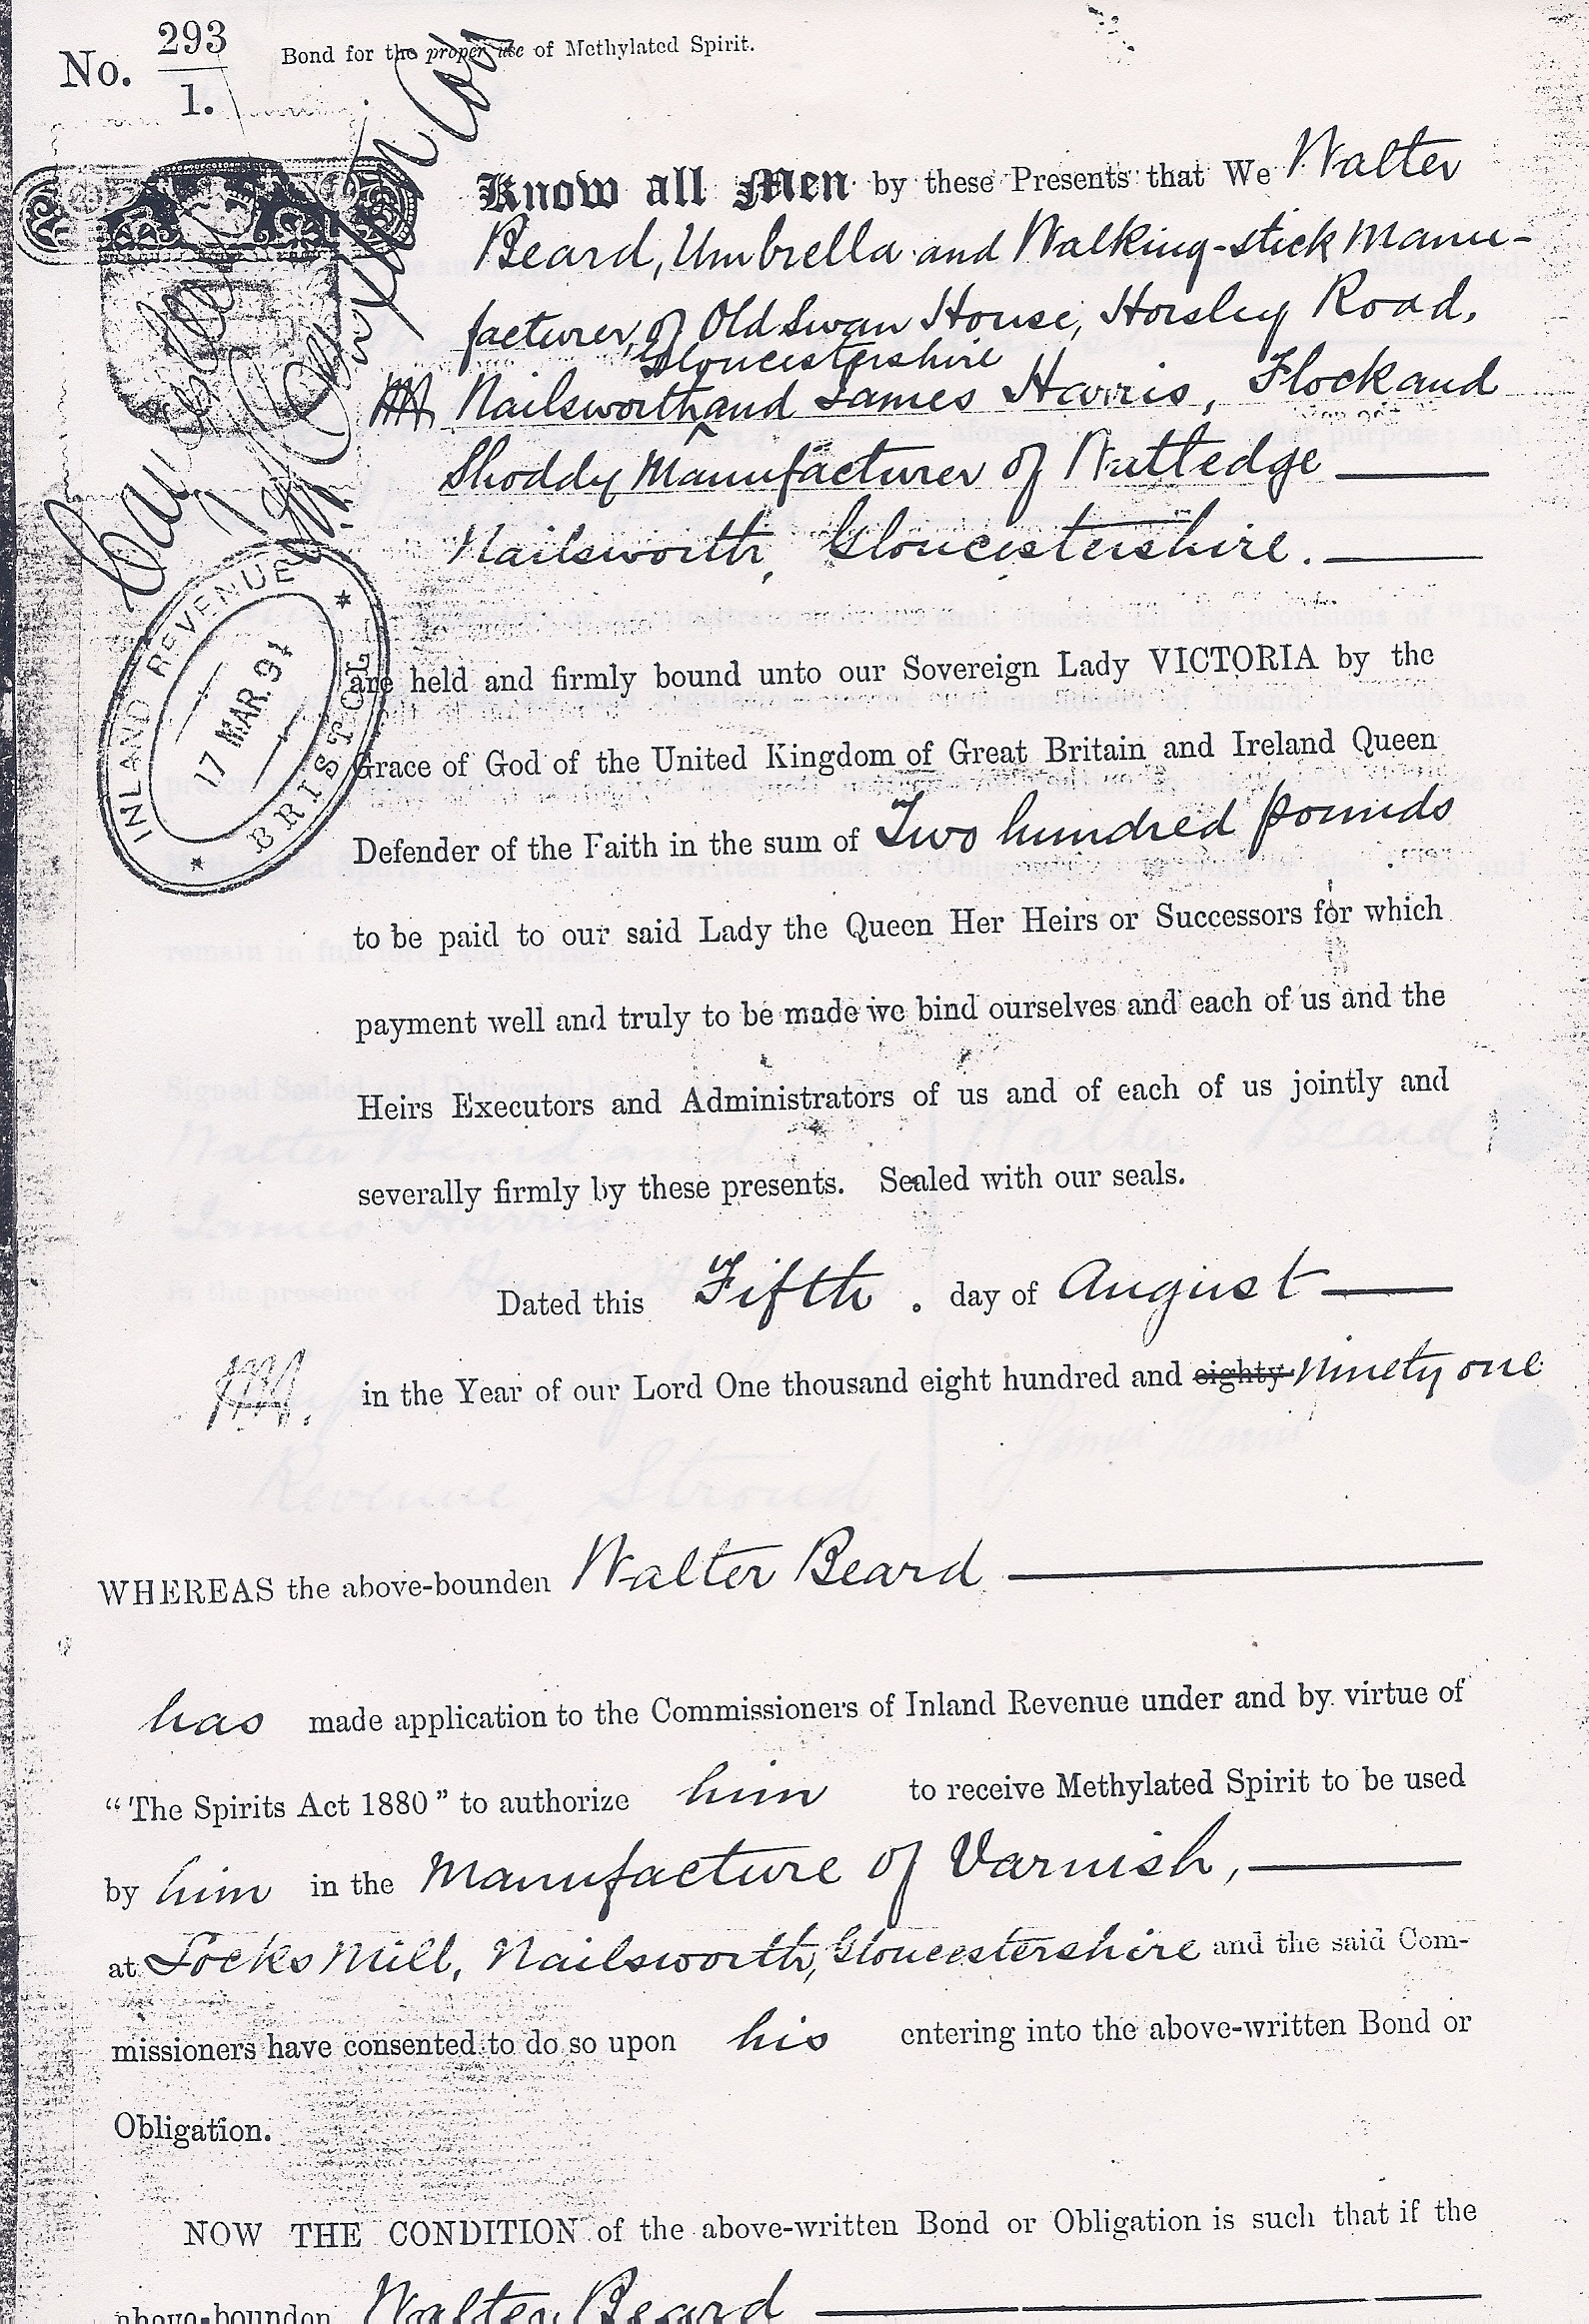 No. 293
1.
Bond for the proper use of Methylated Spirit.
Know all Men by these Presents that We Walter
Beard, Umbrella and Walking-stick Manu-
facturer, of Old Swan House, Horsley Road,
Gloucestershire
Nailsworth and James Harris, Flock and
Shoddy Manufacturer of Nutledge
Nailsworth, Gloucestershire.
INLAND REVENUE
17 MAR. 91
BRISTOL
are held and firmly bound unto our Sovereign Lady VICTORIA by the
Grace of God of the United Kingdom of Great Britain and Ireland Queen
Defender of the Faith in the sum of Two hundred pounds
to be paid to our said Lady the Queen Her Heirs or Successors for which
payment well and truly to be made we bind ourselves and each of us and the
Heirs Executors and Administrators of us and of each of us jointly and
severally firmly by these presents. Sealed with our seals.
Dated this Fifth . day of August
in the Year of our Lord One thousand eight hundred and eighty ninety one
WHEREAS the above-bounden Walter Beard
has made application to the Commissioners of Inland Revenue under and by virtue of
"The Spirits Act 1880" to authorize him to receive Methylated Spirit to be used
by him in the Manufacture of Varnish,
at Locks Mill, Nailsworth, Gloucestershire and the said Com-
missioners have consented to do so upon his entering into the above-written Bond or
Obligation.
NOW THE CONDITION of the above-written Bond or Obligation is such that if the
above-bounden Walter Beard